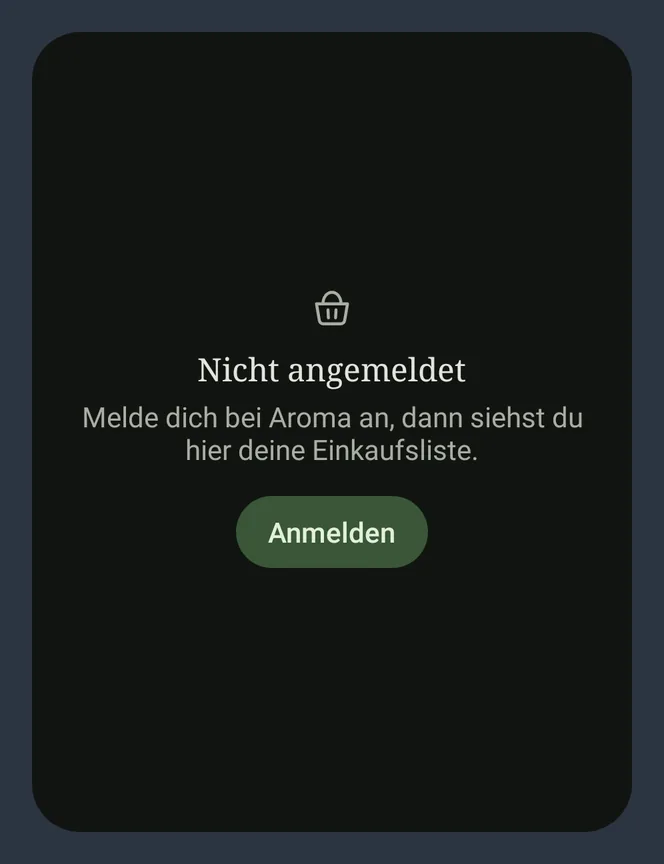 Nicht angemeldet
Melde dich bei Aroma an, dann siehst du
hier deine Einkaufsliste.
Anmelden